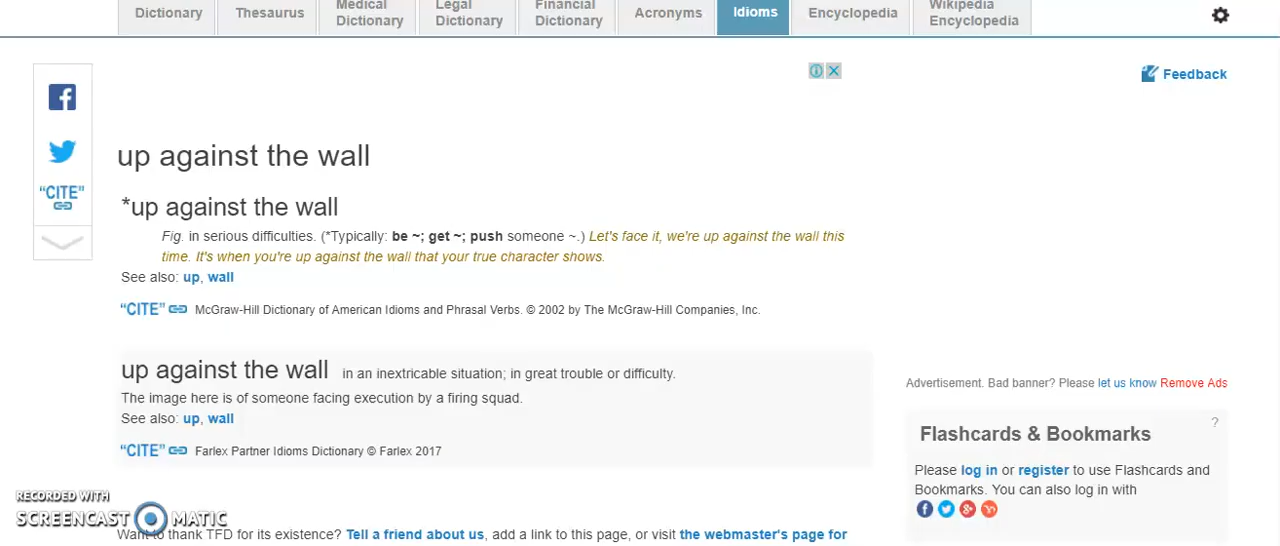 Dictionary Thesaurus Medical Dictionary Legal Dictionary Financial Dictionary Acronyms Idioms Encyclopedia Wikipedia Encyclopedia
Feedback
"CITE"
up against the wall
*up against the wall
Fig. in serious difficulties. (*Typically: be ~; get ~; push someone ~.) Let's face it, we're up against the wall this
time. It's when you're up against the wall that your true character shows.
See also: up, wall
"CITE" McGraw-Hill Dictionary of American Idioms and Phrasal Verbs. © 2002 by The McGraw-Hill Companies, Inc.
up against the wall in an inextricable situation; in great trouble or difficulty.
The image here is of someone facing execution by a firing squad.
See also: up, wall
"CITE" Farlex Partner Idioms Dictionary © Farlex 2017
Advertisement. Bad banner? Please let us know Remove Ads
?
Flashcards & Bookmarks
Please log in or register to use Flashcards and
Bookmarks. You can also log in with
RECORDED WITH
SCREENCAST MATIC
Want to thank TFD for its existence? Tell a friend about us, add a link to this page, or visit the webmaster's page for